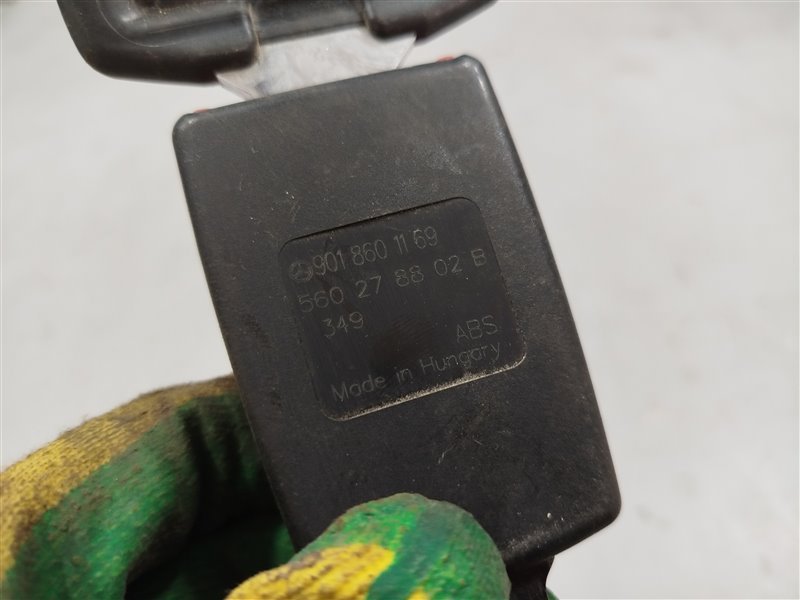 901 860 11 69
560 27 88 02 B
349
ABS
Made in Hungary